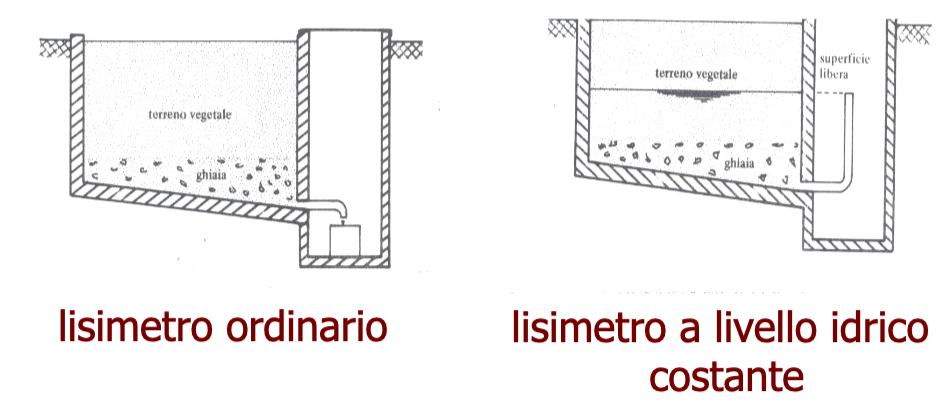 terreno vegetale
ghiaia
lisimetro ordinario
superficie
libera
terreno vegetale
ghiaia
lisimetro a livello idrico
costante